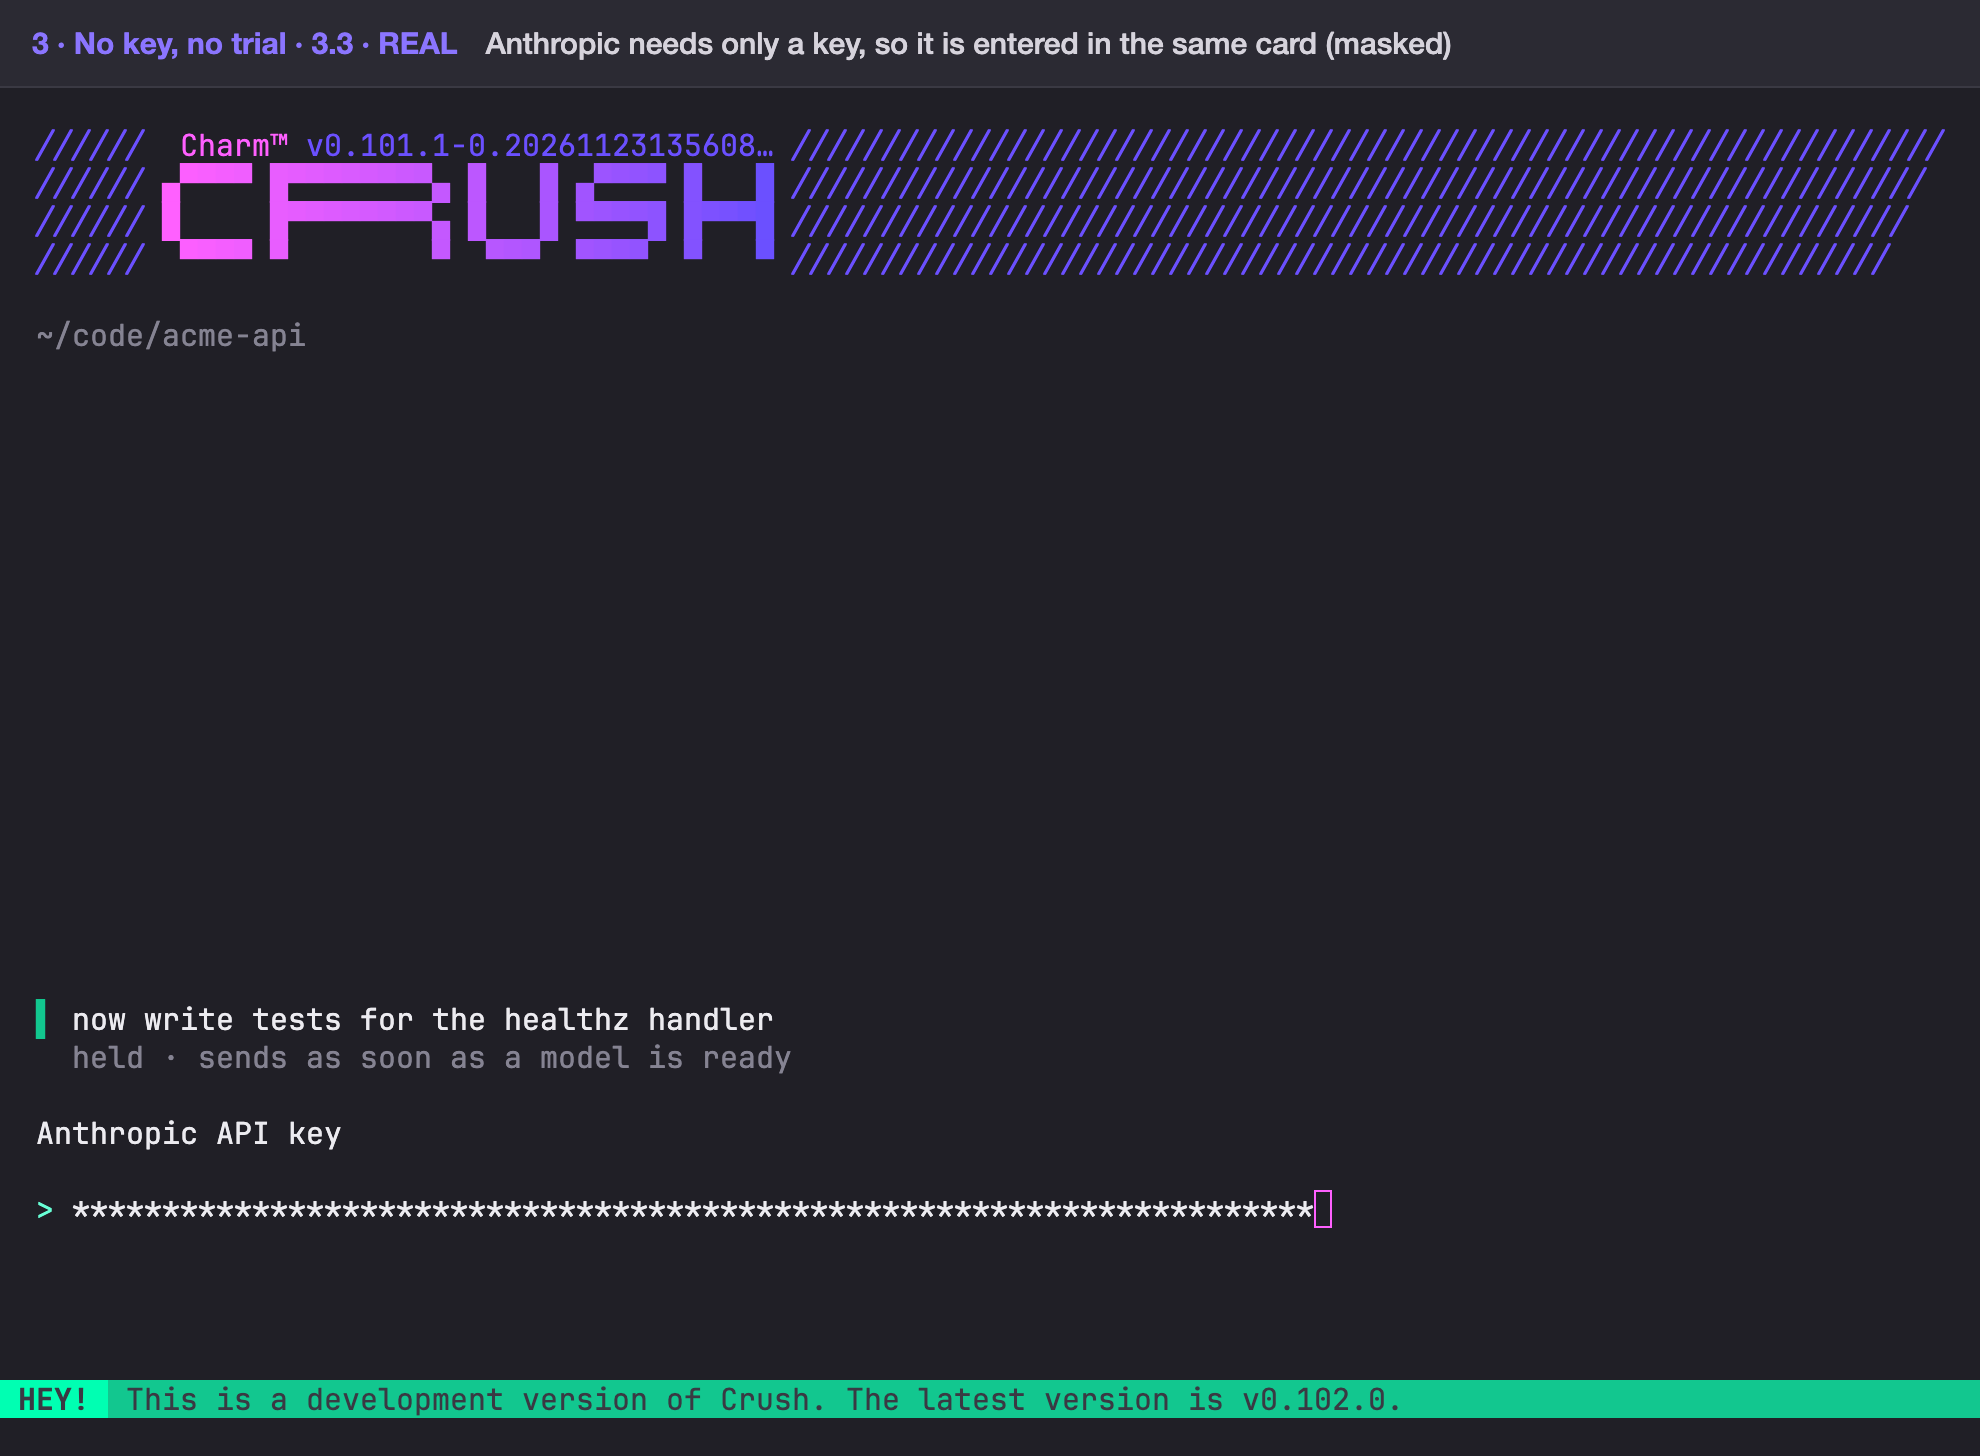 3 · No key, no trial · 3.3 · REAL Anthropic needs only a key, so it is entered in the same card (masked)
////// Charm™ v0.101.1-0.20261123135608… ////////////////////////////////////////////////////////////////
CRUSH
~/code/acme-api
now write tests for the healthz handler
held · sends as soon as a model is ready
Anthropic API key
> *********************************************************************
HEY! This is a development version of Crush. The latest version is v0.102.0.